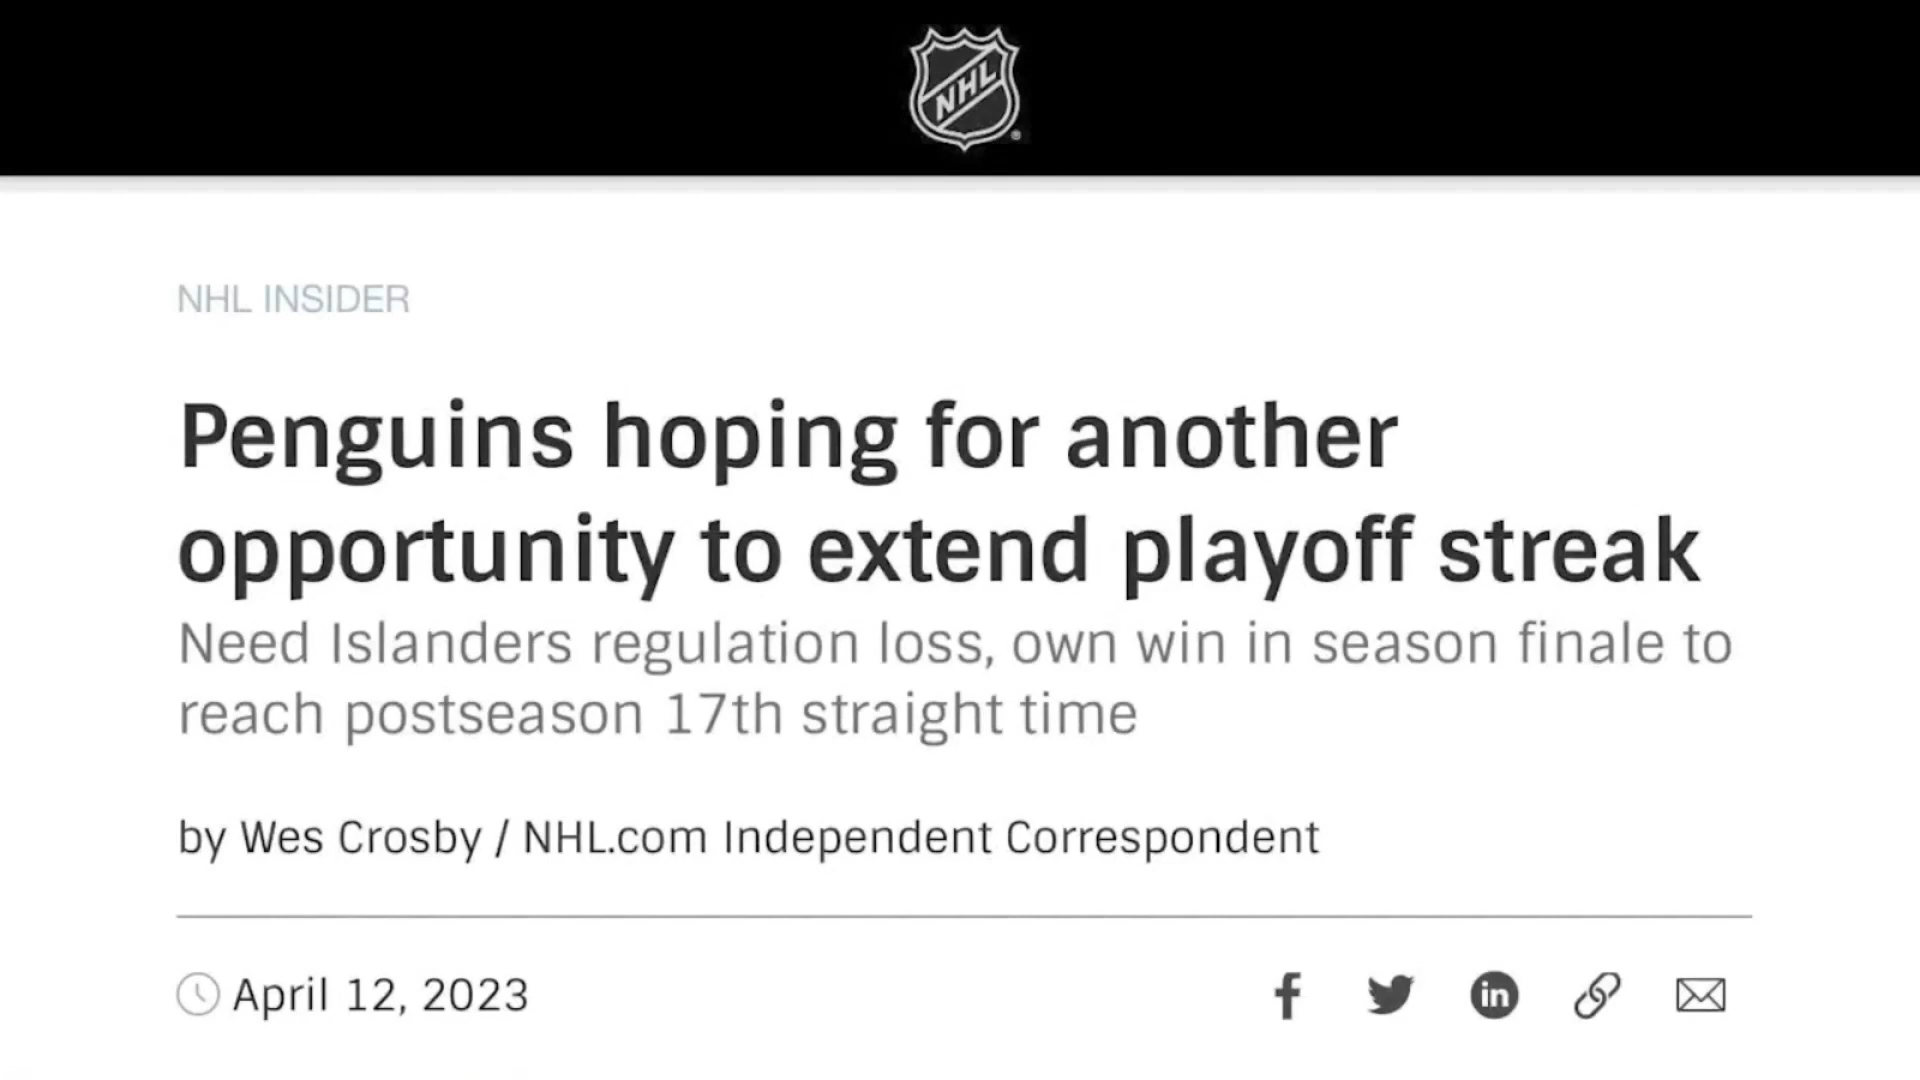 NHL
NHL INSIDER
Penguins hoping for another
opportunity to extend playoff streak
Need Islanders regulation loss, own win in season finale to
reach postseason 17th straight time
by Wes Crosby / NHL.com Independent Correspondent
April 12, 2023
f
in